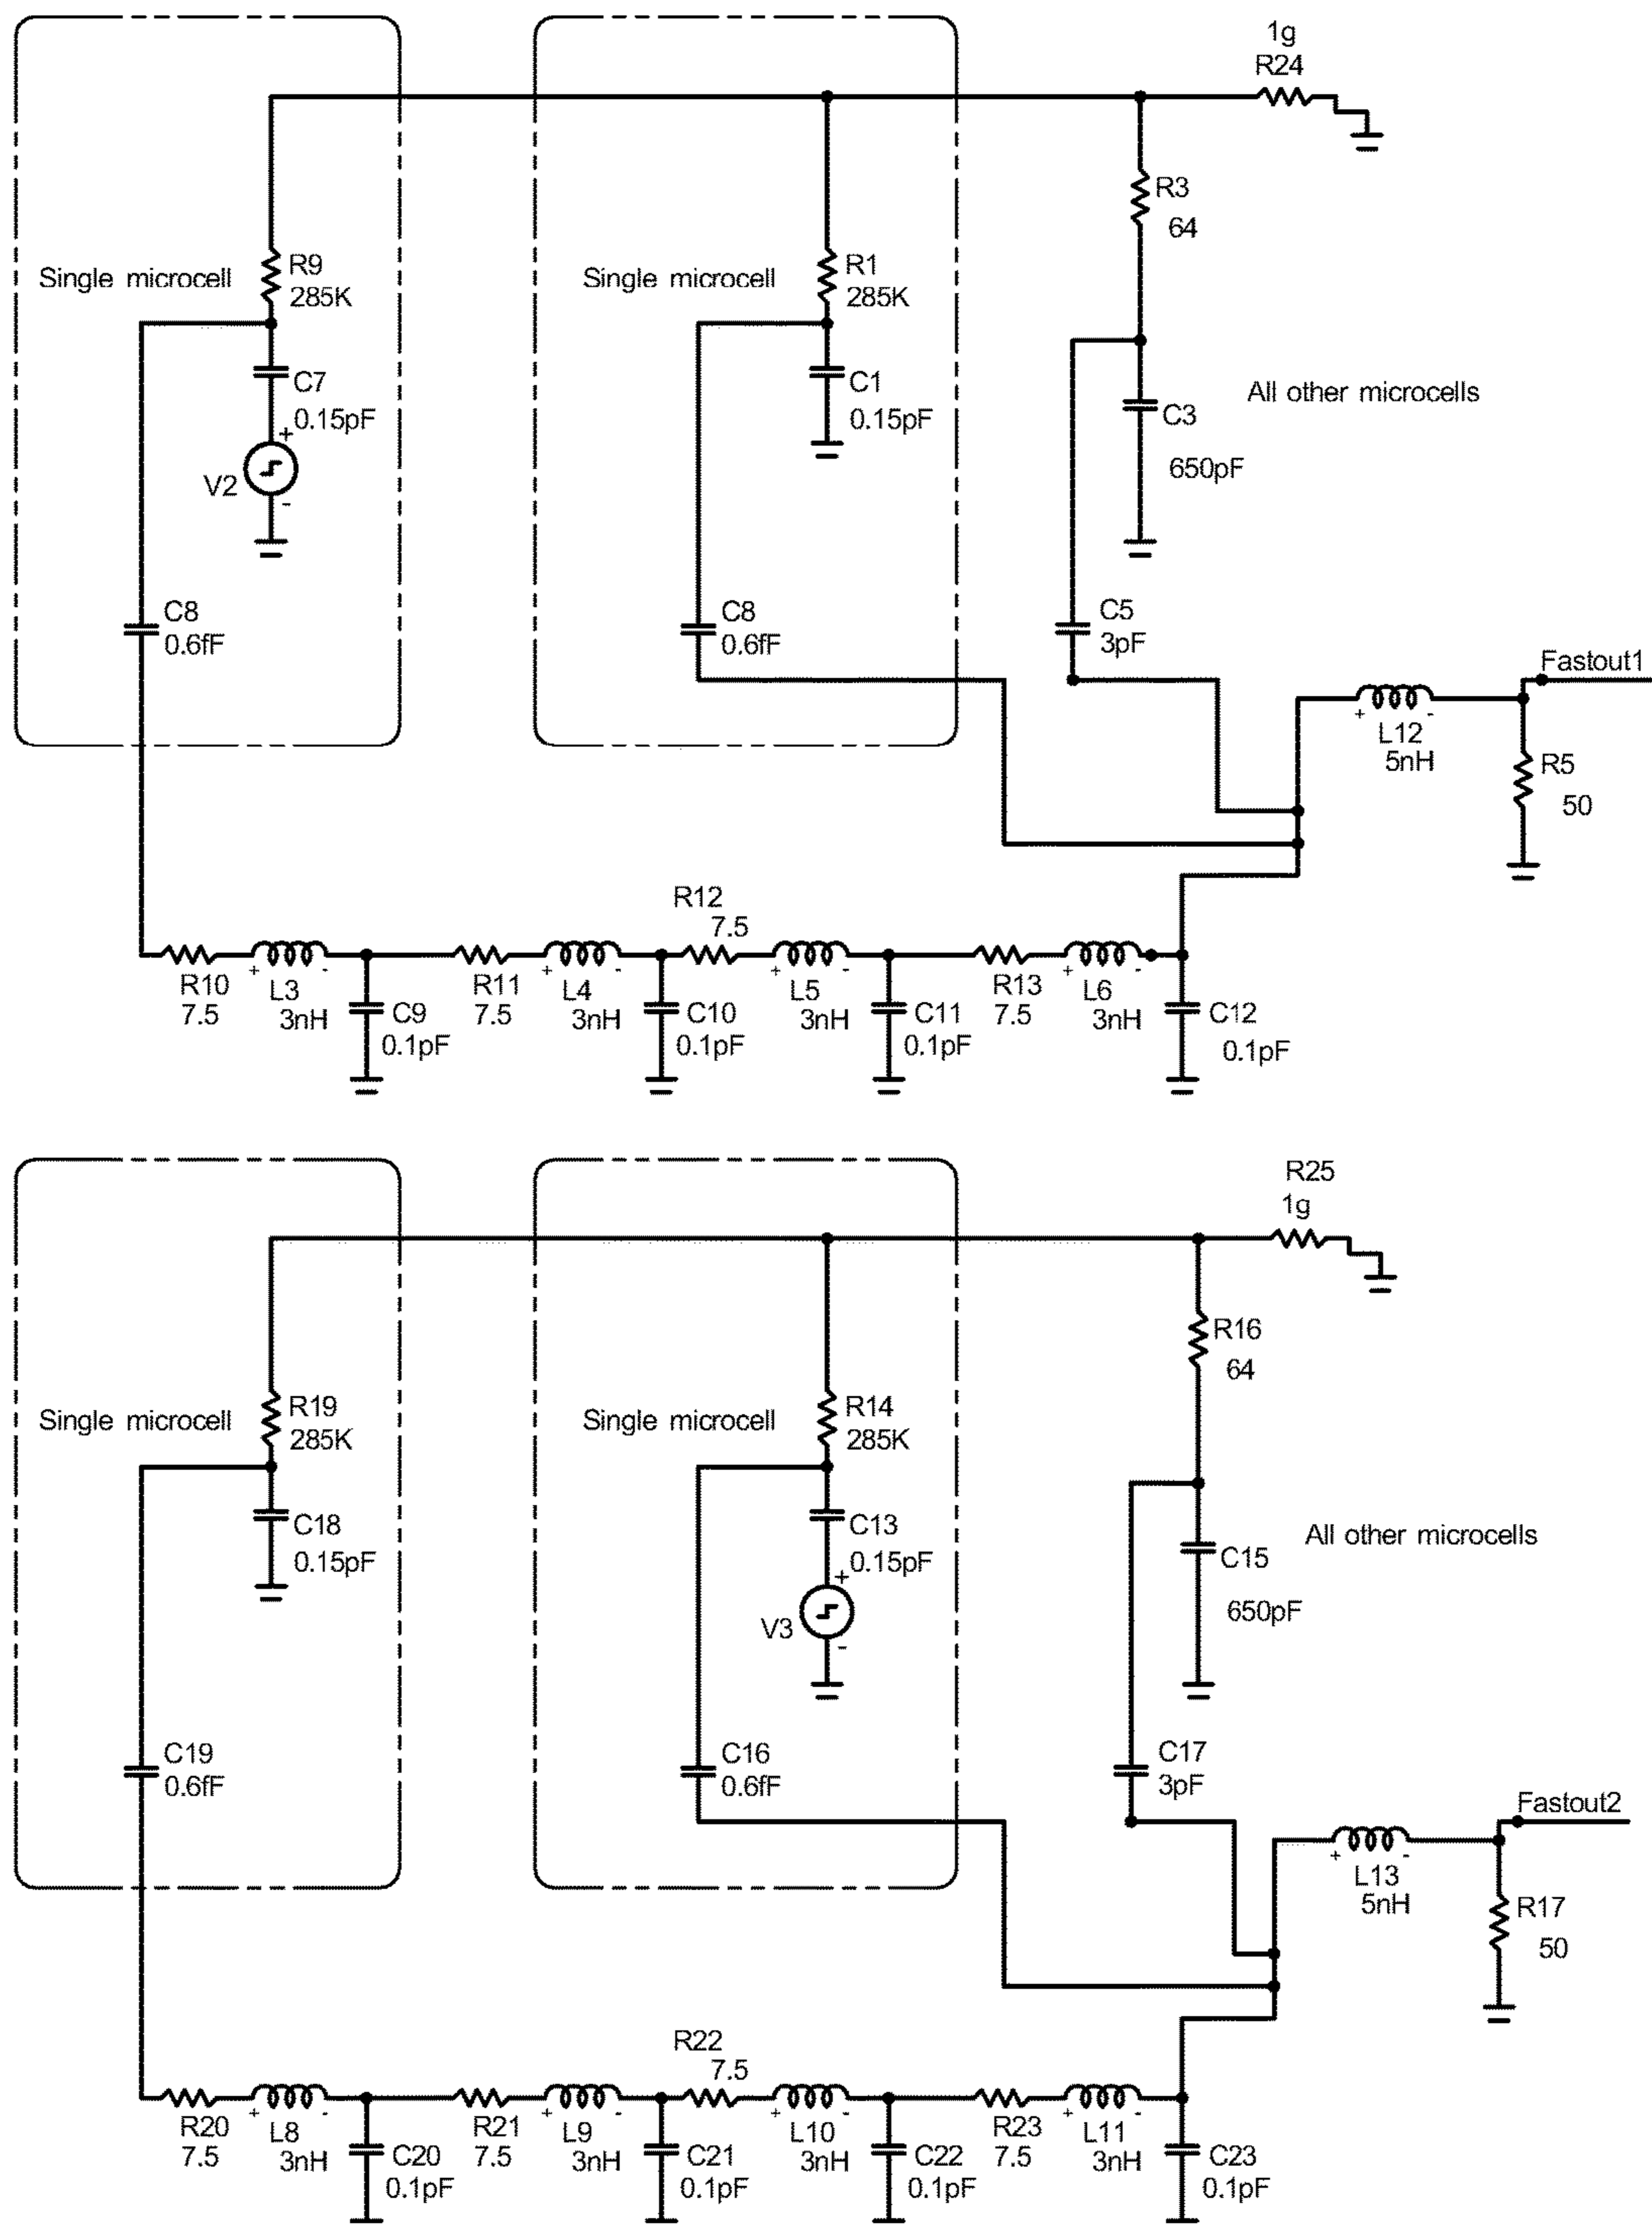 1g
R24
R3
64
Single microcell
R9
285K
Single microcell
R1
285K
C7
0.15pF
C1
0.15pF
All other microcells
C3
650pF
+
V2
-
C8
0.6fF
C8
0.6fF
C5
3pF
Fastout1
+ -
L12
5nH
R5
50
R12
7.5
R10
7.5
+ -
L3
3nH
C9
0.1pF
R11
7.5
+ -
L4
3nH
C10
0.1pF
+ -
L5
3nH
C11
0.1pF
R13
7.5
+ -
L6
3nH
C12
0.1pF
R25
1g
R16
64
Single microcell
R19
285K
Single microcell
R14
285K
C18
0.15pF
C13
0.15pF
All other microcells
C15
650pF
+
V3
-
C19
0.6fF
C16
0.6fF
C17
3pF
Fastout2
+ -
L13
5nH
R17
50
R22
7.5
R20
7.5
+ -
L8
3nH
C20
0.1pF
R21
7.5
+ -
L9
3nH
C21
0.1pF
+ -
L10
3nH
C22
0.1pF
R23
7.5
+ -
L11
3nH
C23
0.1pF